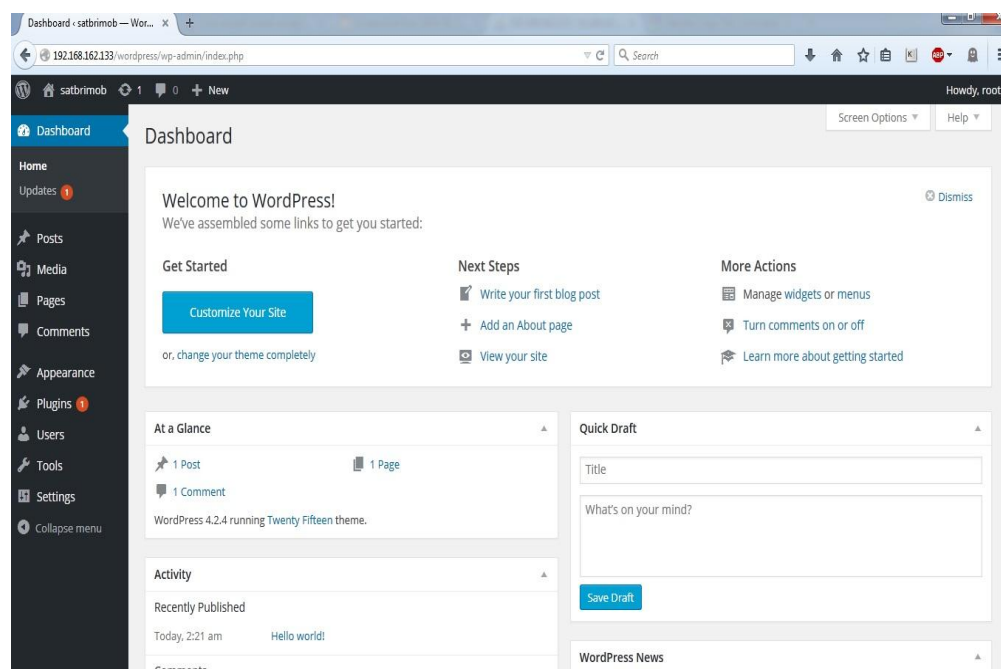 Dashboard ‹ satbrimob — Wor... × +
192.168.162.133/wordpress/wp-admin/index.php Search ABP
satbrimob 1 0 + New Howdy, root
Screen Options Help
Dashboard
Home
Updates 1
Posts
Media
Pages
Comments
Appearance
Plugins 1
Users
Tools
Settings
Collapse menu
Dashboard
Welcome to WordPress!
Dismiss
We've assembled some links to get you started:
Get Started
Customize Your Site
or, change your theme completely
Next Steps
Write your first blog post
Add an About page
View your site
More Actions
Manage widgets or menus
Turn comments on or off
Learn more about getting started
At a Glance
1 Post 1 Page
1 Comment
WordPress 4.2.4 running Twenty Fifteen theme.
Activity
Recently Published
Today, 2:21 am Hello world!
Quick Draft
Title
What's on your mind?
Save Draft
WordPress News